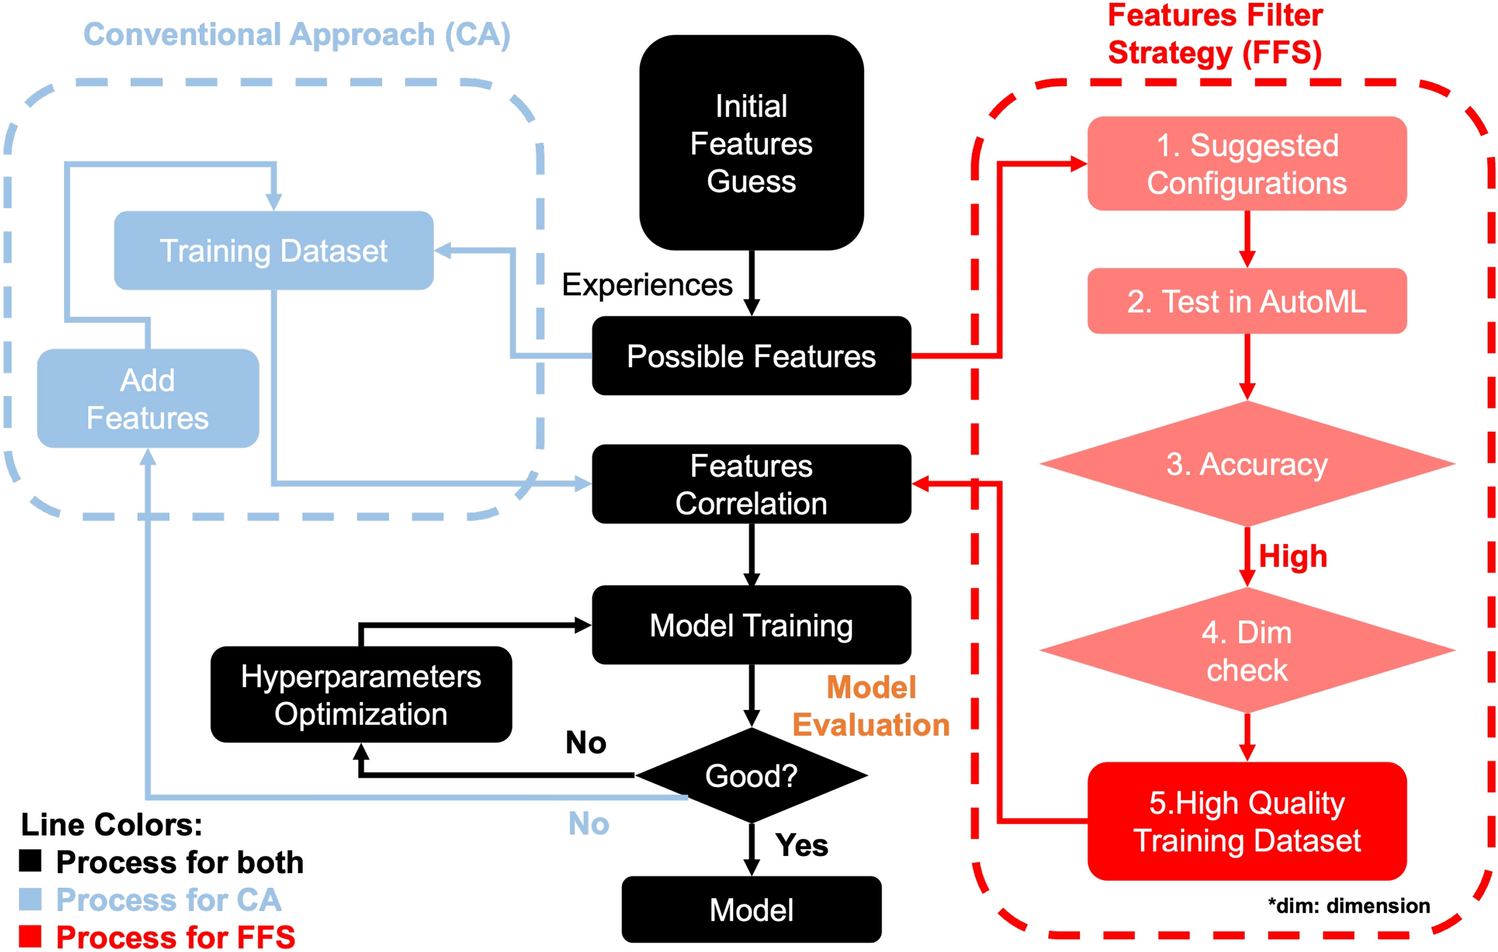 Conventional Approach (CA)
Features Filter
Strategy (FFS)
Initial
Features
Guess
1. Suggested
Configurations
Training Dataset
Experiences
2. Test in AutoML
Possible Features
Add
Features
3. Accuracy
Features
Correlation
High
Model Training
4. Dim
check
Hyperparameters
Optimization
Model
Evaluation
No
Good?
5.High Quality
Training Dataset
No
Yes
Model
Line Colors:
Process for both
Process for CA
Process for FFS
*dim: dimension